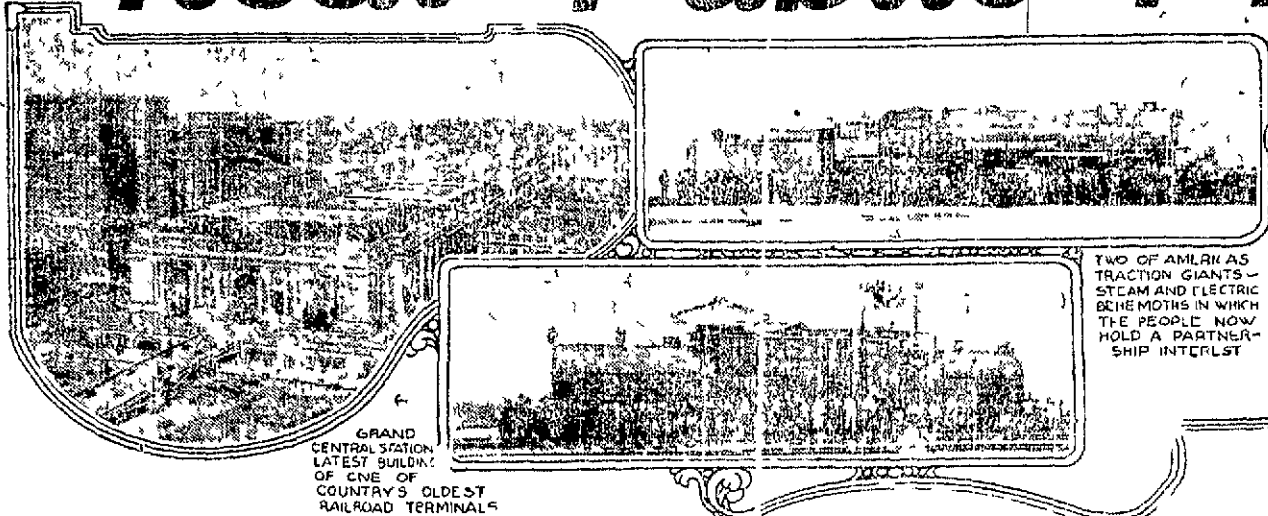 GRAND
CENTRAL STATION
LATEST BUILDING
OF ONE OF
COUNTRY'S OLDEST
RAILROAD TERMINALS
TWO OF AMERICAS
TRACTION GIANTS –
STEAM AND ELECTRIC
BEHEMOTHS IN WHICH
THE PEOPLE NOW
HOLD A PARTNER-
SHIP INTEREST